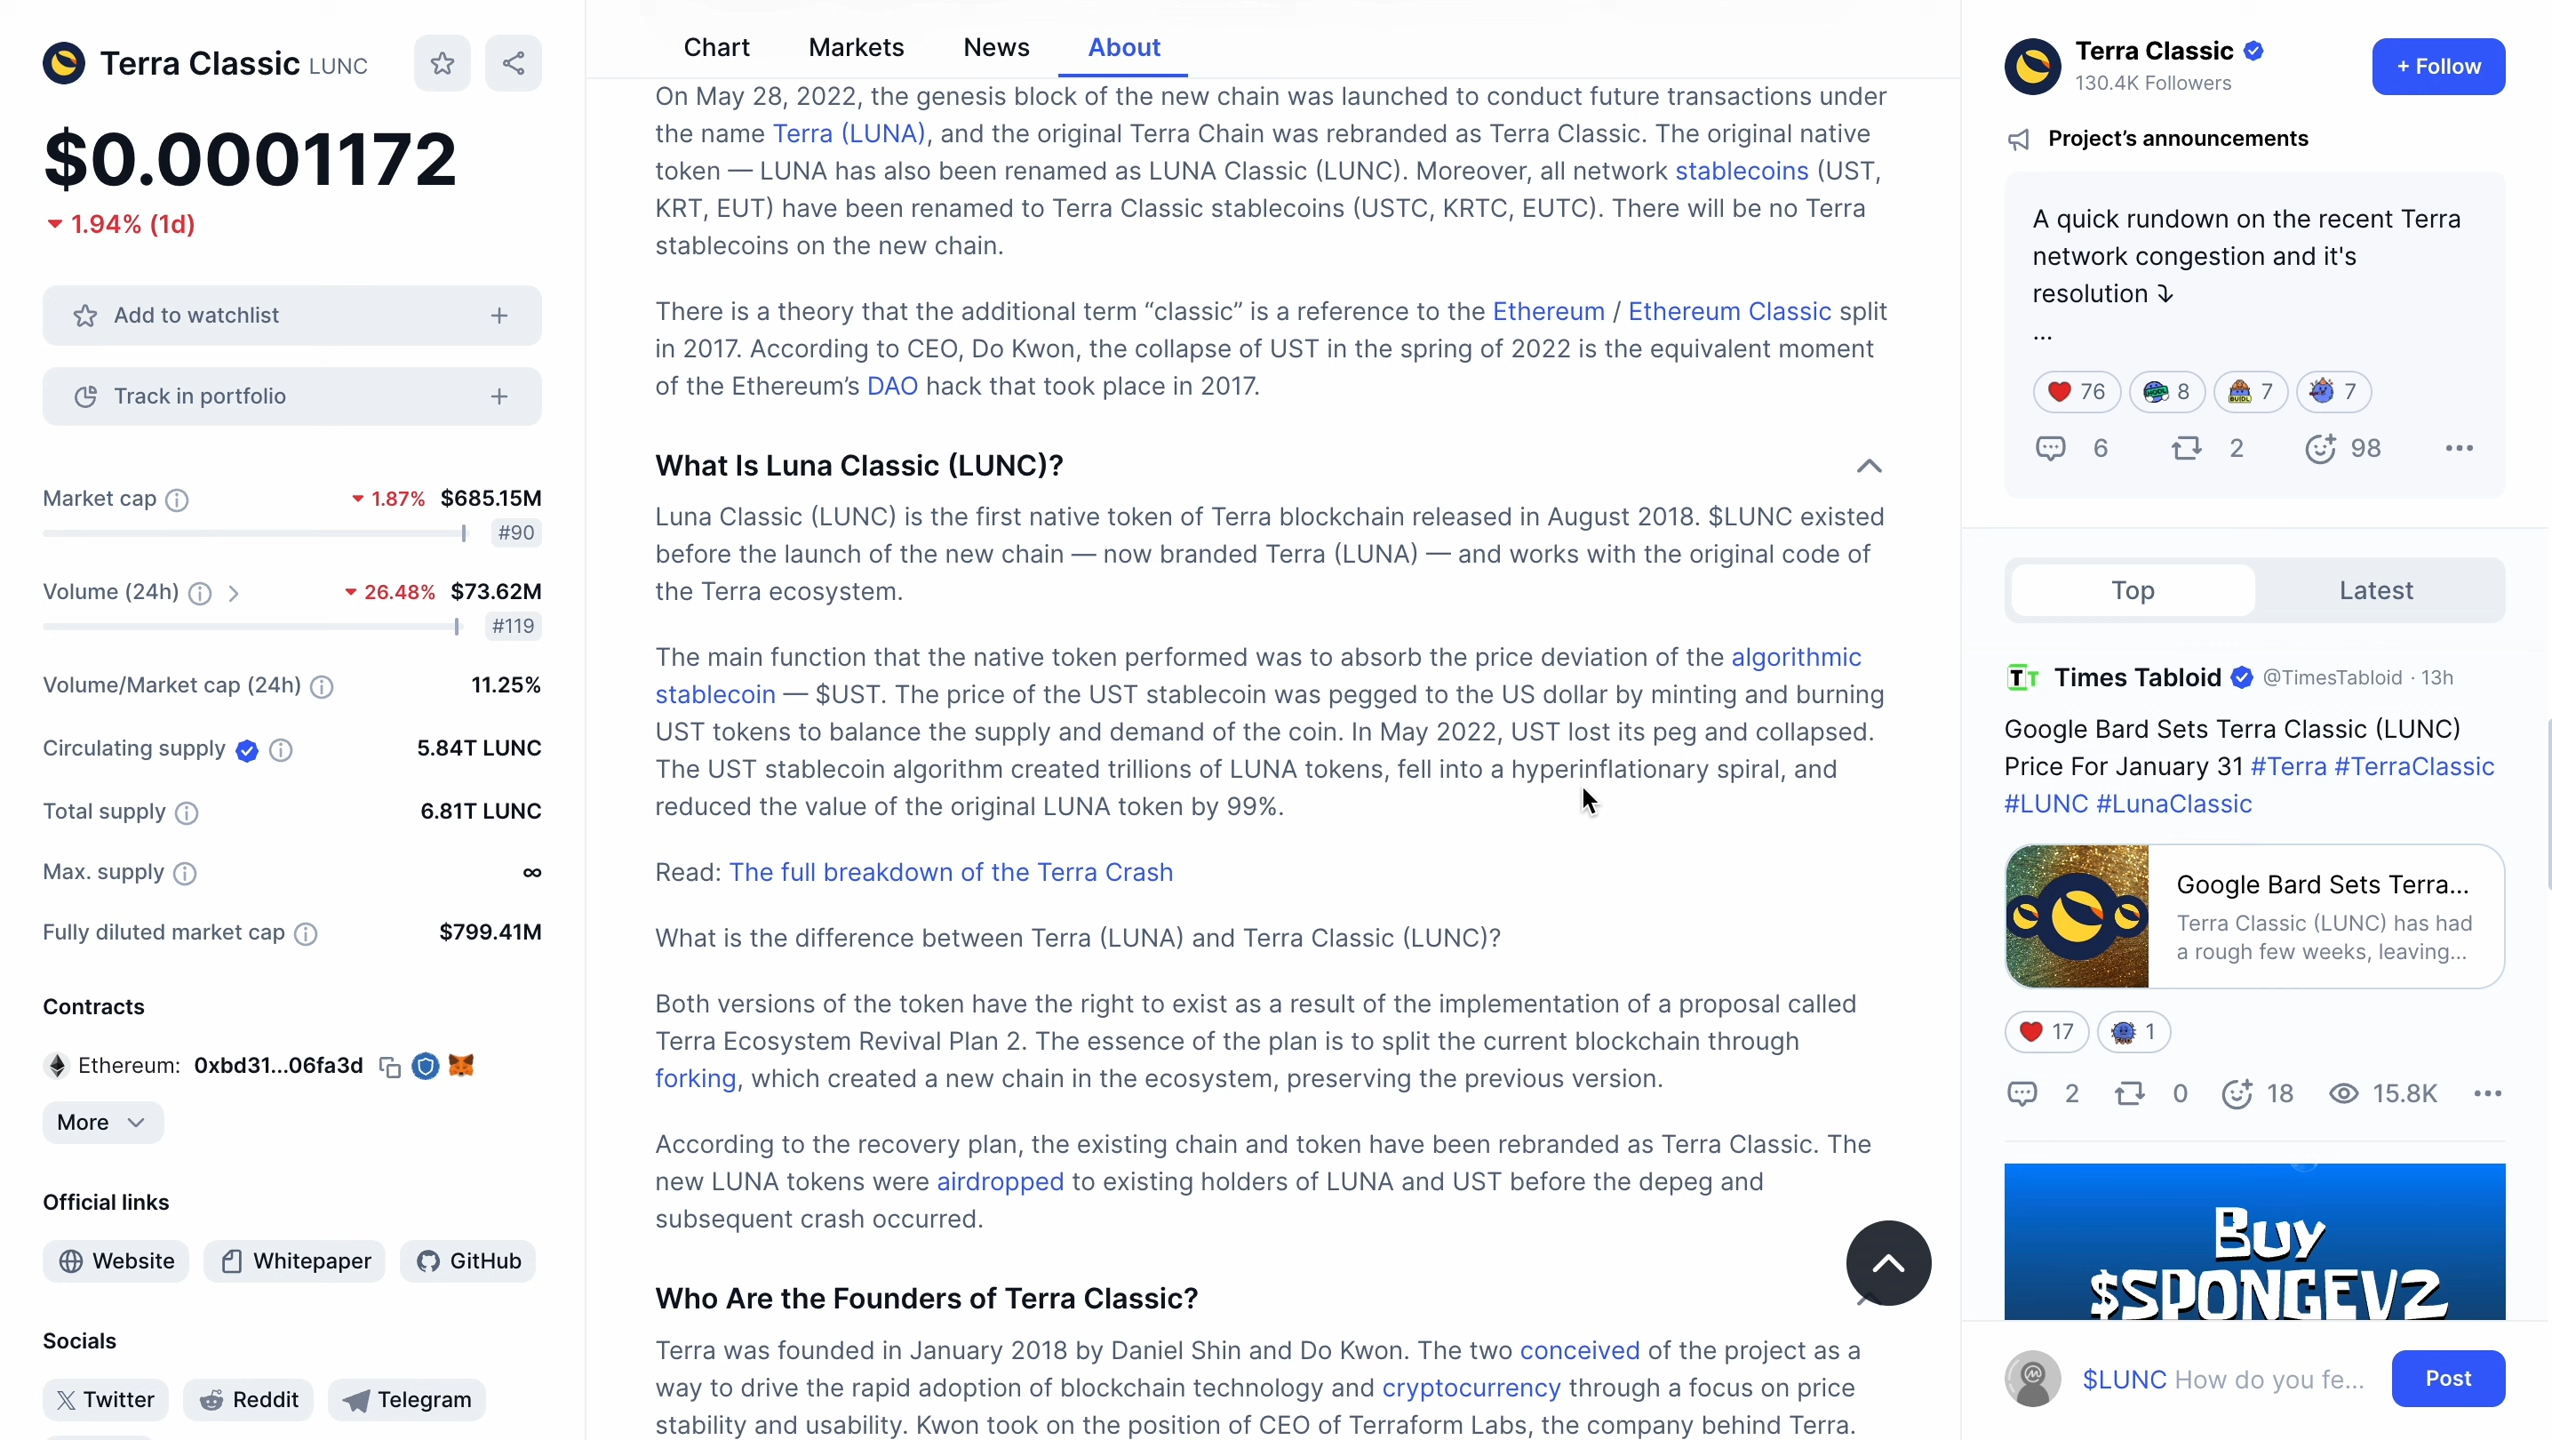 Terra Classic LUNC
$0.0001172
1.94% (1d)
Add to watchlist
Track in portfolio
Market cap 1.87% $685.15M
#90
Volume (24h) 26.48% $73.62M
#119
Volume/Market cap (24h) 11.25%
Circulating supply 5.84T LUNC
Total supply 6.81T LUNC
Max. supply ∞
Fully diluted market cap $799.41M
Contracts
Ethereum: 0xbd31...06fa3d
More
Official links
Website Whitepaper GitHub
Socials
Twitter Reddit Telegram
Chart Markets News About
On May 28, 2022, the genesis block of the new chain was launched to conduct future transactions under
the name Terra (LUNA), and the original Terra Chain was rebranded as Terra Classic. The original native
token — LUNA has also been renamed as LUNA Classic (LUNC). Moreover, all network stablecoins (UST,
KRT, EUT) have been renamed to Terra Classic stablecoins (USTC, KRTC, EUTC). There will be no Terra
stablecoins on the new chain.
There is a theory that the additional term “classic” is a reference to the Ethereum / Ethereum Classic split
in 2017. According to CEO, Do Kwon, the collapse of UST in the spring of 2022 is the equivalent moment
of the Ethereum’s DAO hack that took place in 2017.
What Is Luna Classic (LUNC)?
Luna Classic (LUNC) is the first native token of Terra blockchain released in August 2018. $LUNC existed
before the launch of the new chain — now branded Terra (LUNA) — and works with the original code of
the Terra ecosystem.
The main function that the native token performed was to absorb the price deviation of the algorithmic
stablecoin — $UST. The price of the UST stablecoin was pegged to the US dollar by minting and burning
UST tokens to balance the supply and demand of the coin. In May 2022, UST lost its peg and collapsed.
The UST stablecoin algorithm created trillions of LUNA tokens, fell into a hyperinflationary spiral, and
reduced the value of the original LUNA token by 99%.
Read: The full breakdown of the Terra Crash
What is the difference between Terra (LUNA) and Terra Classic (LUNC)?
Both versions of the token have the right to exist as a result of the implementation of a proposal called
Terra Ecosystem Revival Plan 2. The essence of the plan is to split the current blockchain through
forking, which created a new chain in the ecosystem, preserving the previous version.
According to the recovery plan, the existing chain and token have been rebranded as Terra Classic. The
new LUNA tokens were airdropped to existing holders of LUNA and UST before the depeg and
subsequent crash occurred.
Who Are the Founders of Terra Classic?
Terra was founded in January 2018 by Daniel Shin and Do Kwon. The two conceived of the project as a
way to drive the rapid adoption of blockchain technology and cryptocurrency through a focus on price
stability and usability. Kwon took on the position of CEO of Terraform Labs, the company behind Terra.
Terra Classic
130.4K Followers
+ Follow
Project’s announcements
A quick rundown on the recent Terra
network congestion and it's
resolution ⤵
...
76 8 7 7
6 2 98
Top Latest
Times Tabloid @TimesTabloid · 13h
Google Bard Sets Terra Classic (LUNC)
Price For January 31 #Terra #TerraClassic
#LUNC #LunaClassic
Google Bard Sets Terra...
Terra Classic (LUNC) has had
a rough few weeks, leaving...
17 1
2 0 18 15.8K
Buy
$SPONGEV2
$LUNC How do you fe...
Post